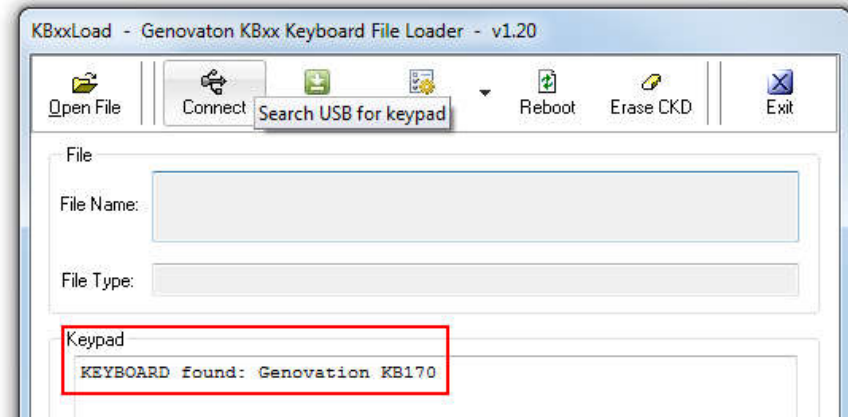 KBxxLoad - Genovaton KBxx Keyboard File Loader - v1.20
Open File Connect Reboot Erase CKD Exit
Search USB for keypad
File
File Name:
File Type:
Keypad
KEYBOARD found: Genovation KB170